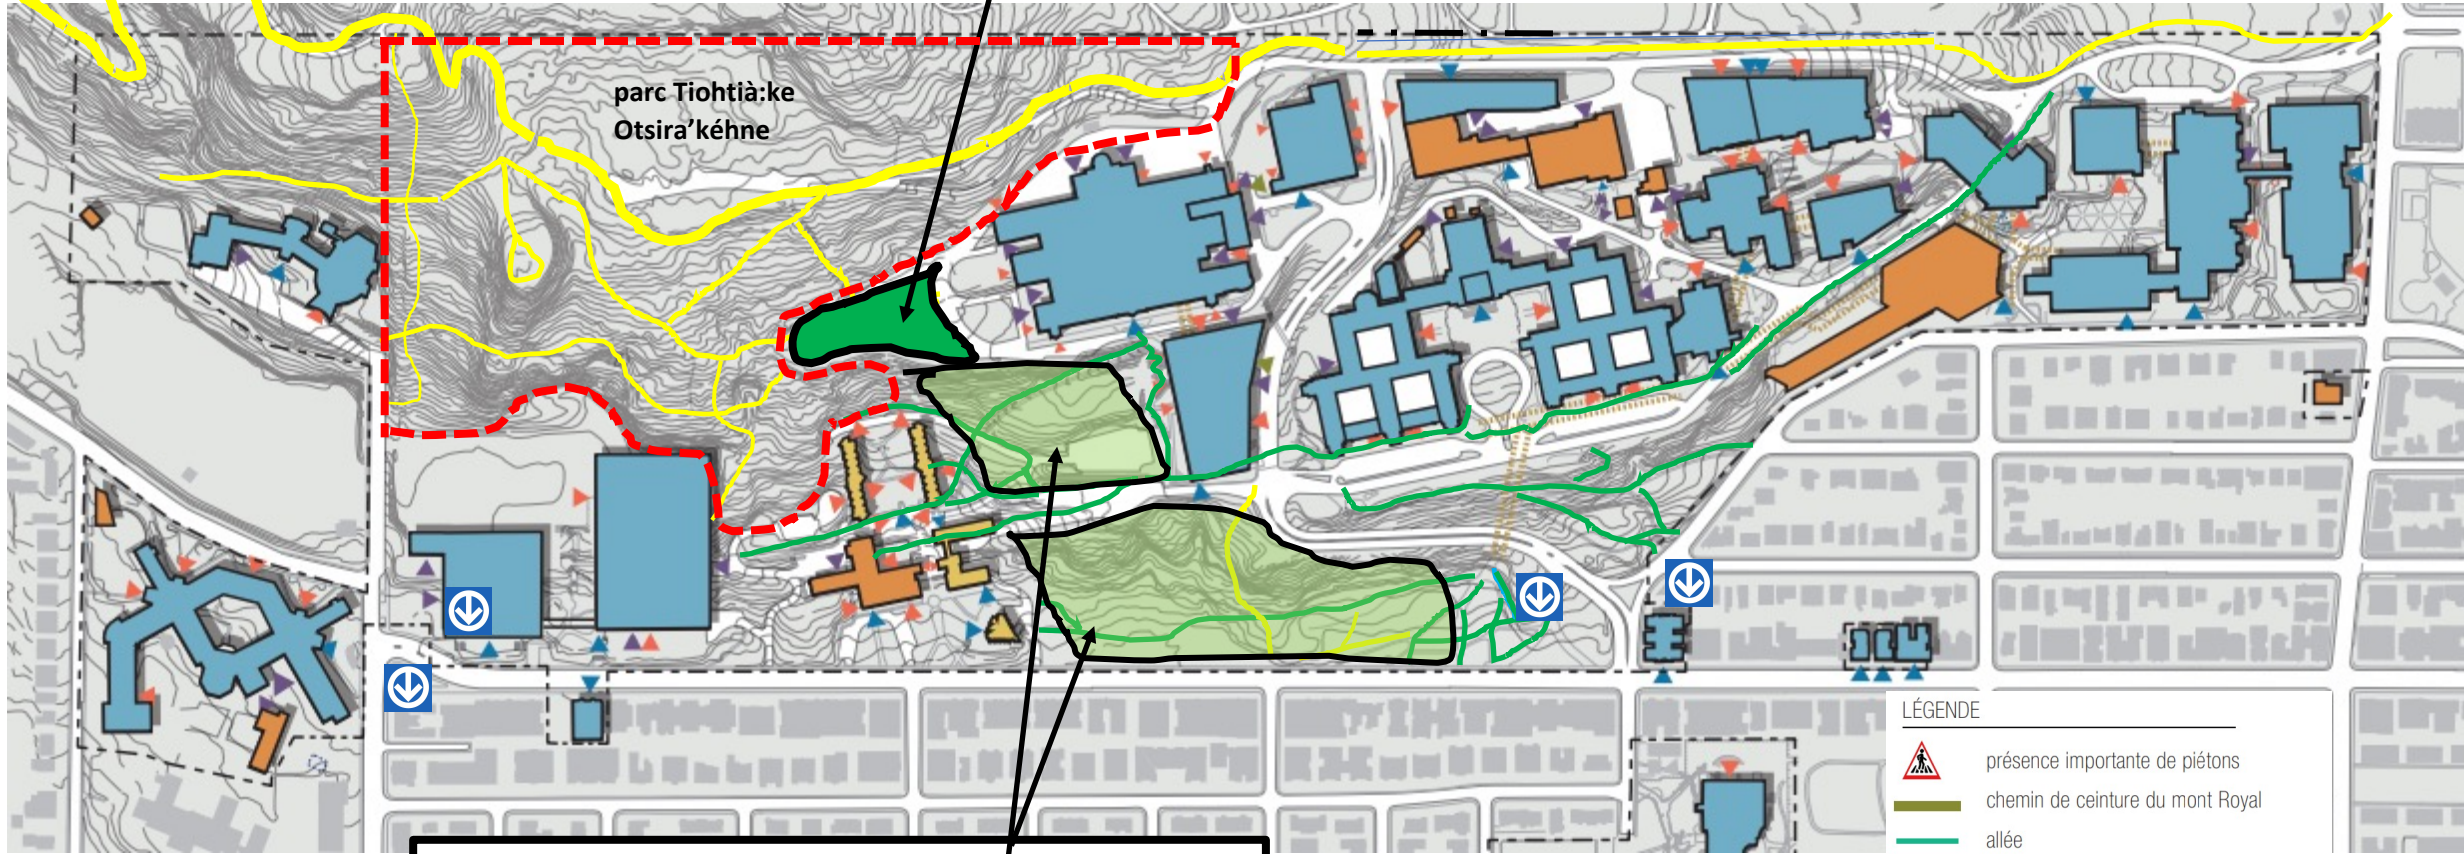 parc Tiohtià:ke
Otsira’kéhne
LÉGENDE
présence importante de piétons
chemin de ceinture du mont Royal
allée